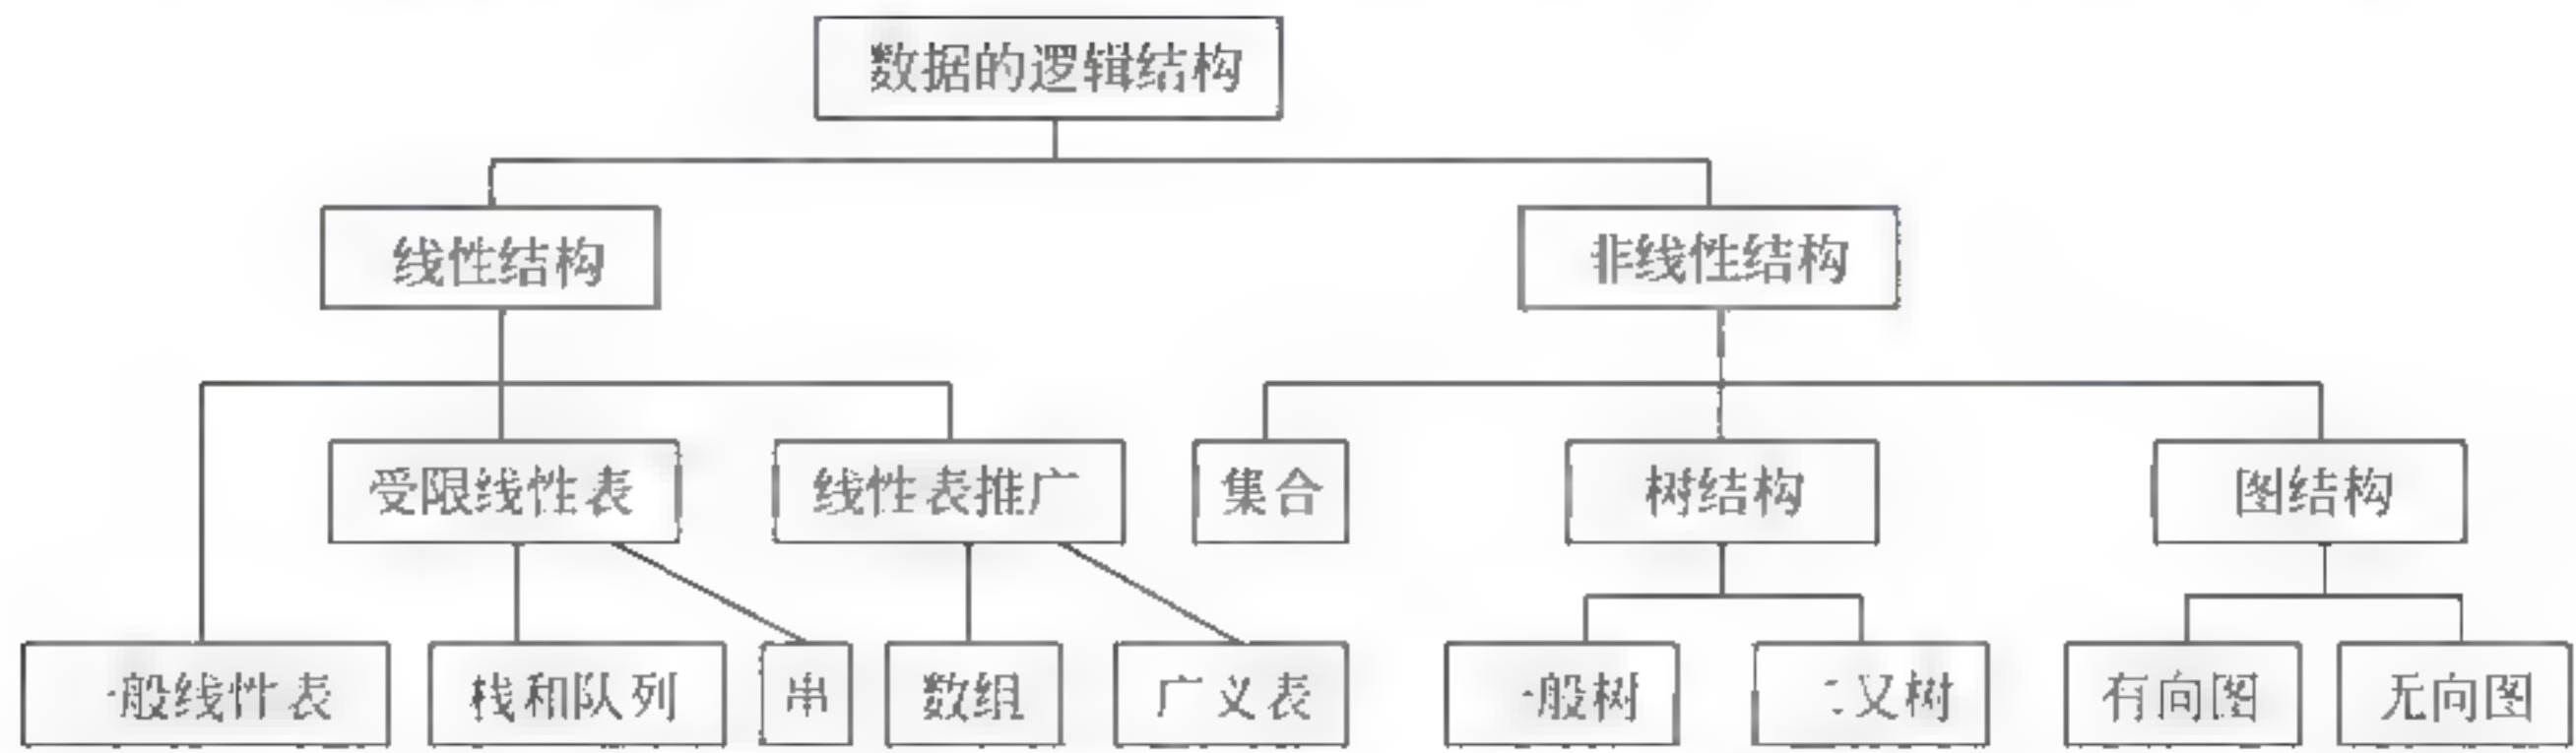 数据的逻辑结构
线性结构
非线性结构
受限线性表
线性表推广
集合
树结构
图结构
一般线性表
栈和队列
串
数组
广义表
一般树
二叉树
有向图
无向图